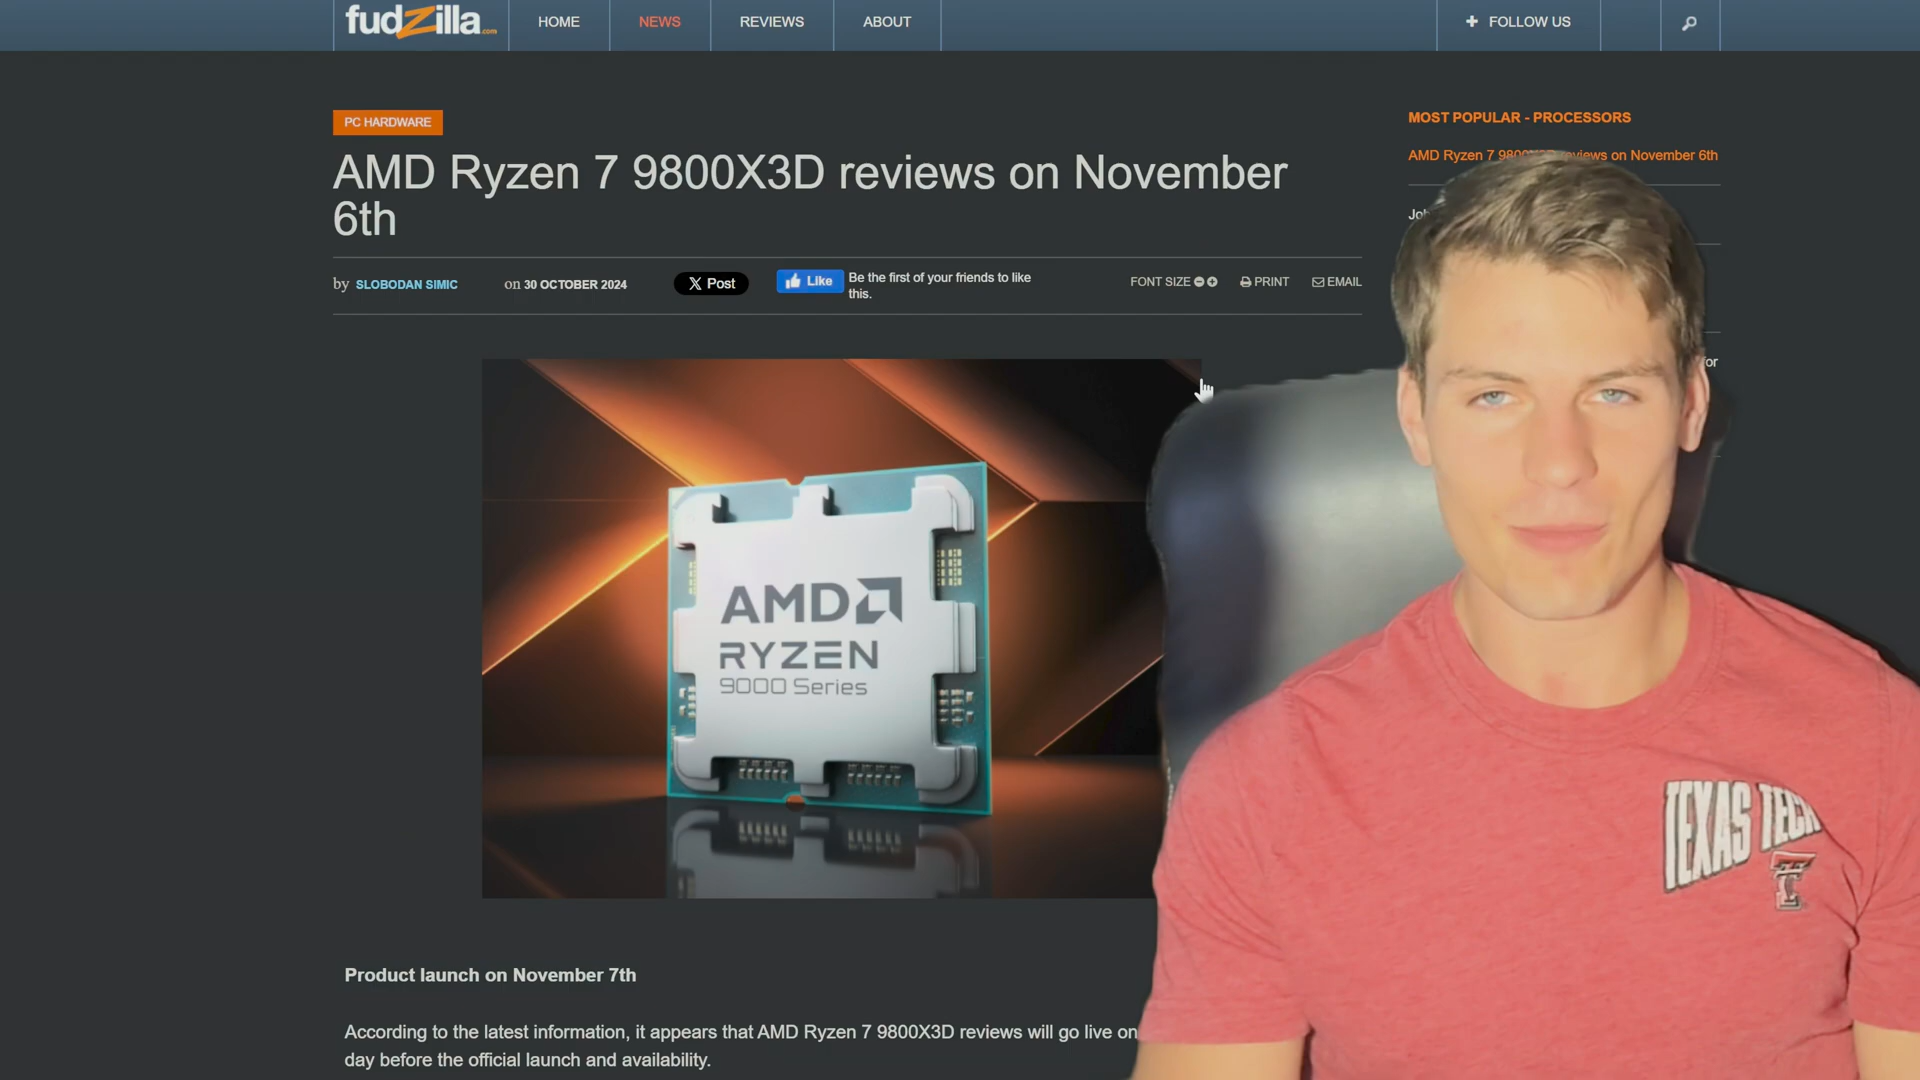 fudzilla.com
HOME
NEWS
REVIEWS
ABOUT
FOLLOW US
PC HARDWARE
AMD Ryzen 7 9800X3D reviews on November
6th
by SLOBODAN SIMIC
on 30 OCTOBER 2024
X Post
Like
Be the first of your friends to like
this.
FONT SIZE
PRINT
EMAIL
MOST POPULAR - PROCESSORS
AMD Ryzen 7 9800X3D reviews on November 6th
for
AMD
RYZEN
9000 Series
TEXAS TECH
T
Product launch on November 7th
According to the latest information, it appears that AMD Ryzen 7 9800X3D reviews will go live on
day before the official launch and availability.